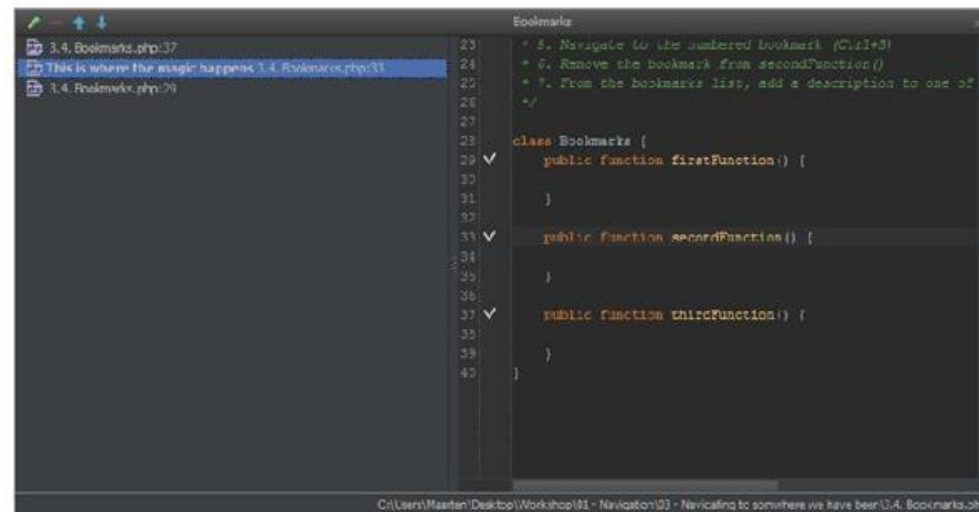 Bookmarks
3.4. Bookmarks.php:37
This is where the magic happens 3.4. Bookmarks.php:33
3.4. Bookmarks.php:29
23 * 5. Navigate to the numbered bookmark (Ctrl+3)
24 * 6. Remove the bookmark from secondFunction()
25 * 7. From the bookmarks list, add a description to one of
26 */
27
28 class Bookmarks {
29 public function firstFunction() {
30
31 }
32
33 public function secondFunction() {
34
35 }
36
37 public function thirdFunction() {
38
39 }
40 }
C:\Users\Maarten\Desktop\Workshop\01 - Navigation\03 - Navigating to somwhere we have been\3.4. Bookmarks.ph